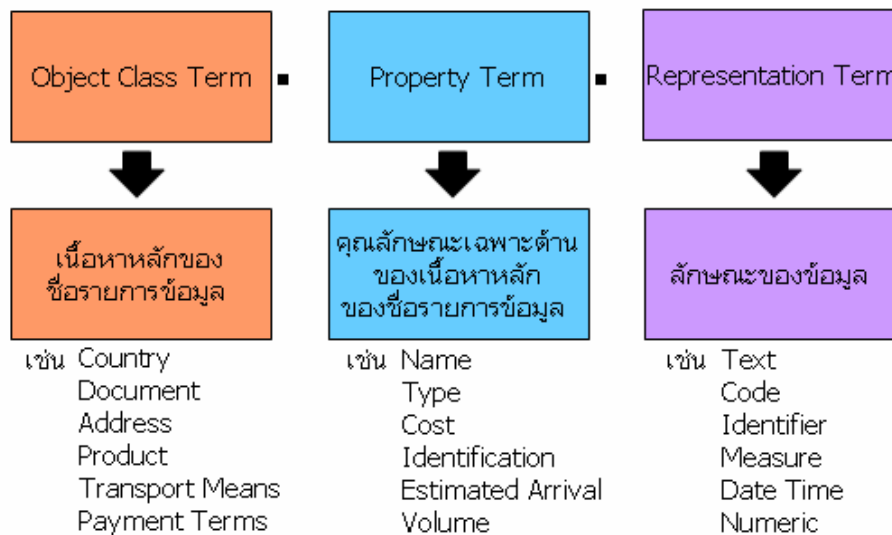 Object Class Term ▪ Property Term ▪ Representation Term
เนื้อหาหลักของ
ชื่อรายการข้อมูล
คุณลักษณะเฉพาะด้าน
ของเนื้อหาหลัก
ของชื่อรายการข้อมูล
ลักษณะของข้อมูล
เช่น Country
Document
Address
Product
Transport Means
Payment Terms
เช่น Name
Type
Cost
Identification
Estimated Arrival
Volume
เช่น Text
Code
Identifier
Measure
Date Time
Numeric